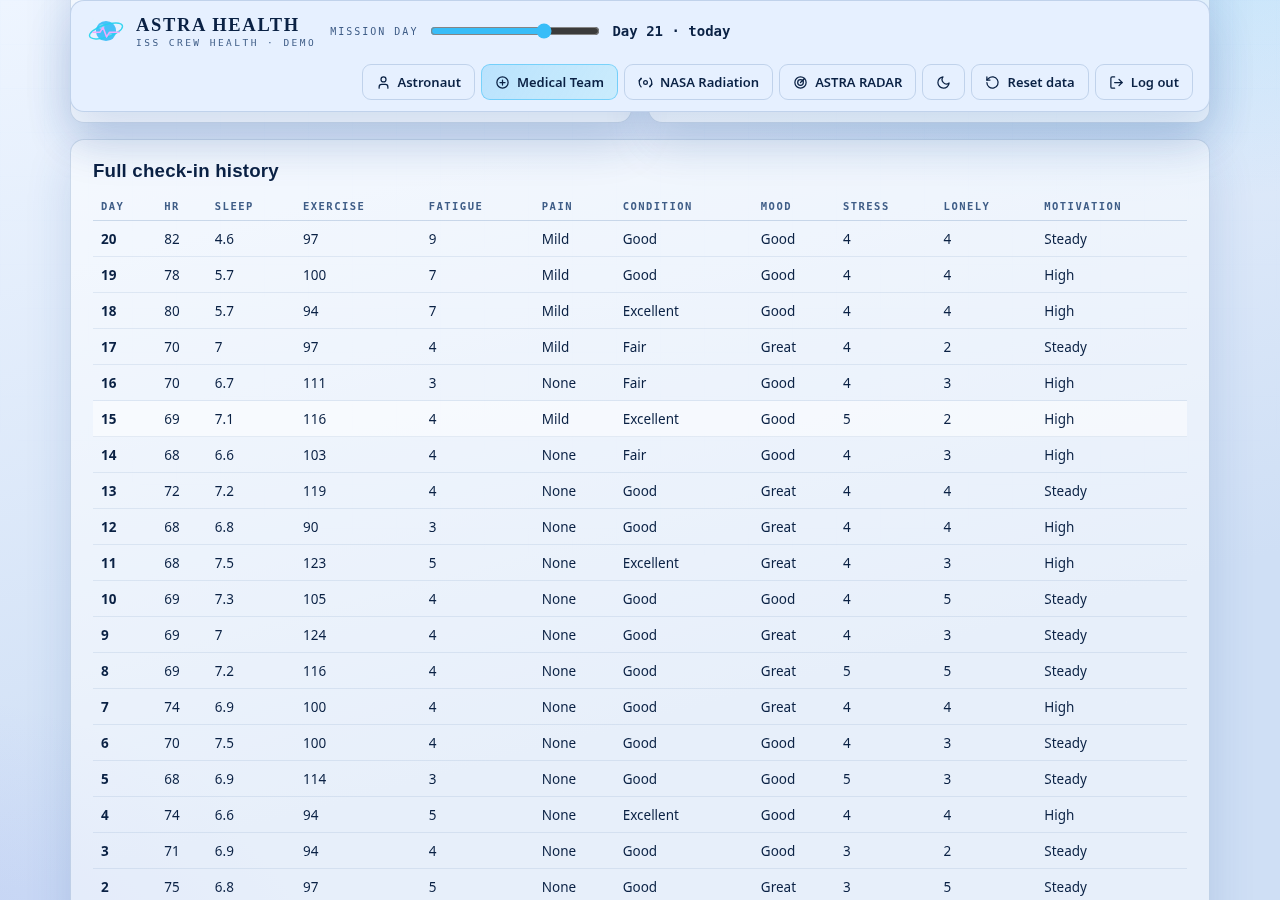 ASTRA HEALTH
ISS CREW HEALTH · DEMO
MISSION DAY
Day 21 · today
Astronaut
Medical Team
NASA Radiation
ASTRA RADAR
Reset data
Log out
Full check-in history
DAY HR SLEEP EXERCISE FATIGUE PAIN CONDITION MOOD STRESS LONELY MOTIVATION
20 82 4.6 97 9 Mild Good Good 4 4 Steady
19 78 5.7 100 7 Mild Good Good 4 4 High
18 80 5.7 94 7 Mild Excellent Good 4 4 High
17 70 7 97 4 Mild Fair Great 4 2 Steady
16 70 6.7 111 3 None Fair Good 4 3 High
15 69 7.1 116 4 Mild Excellent Good 5 2 High
14 68 6.6 103 4 None Fair Good 4 3 High
13 72 7.2 119 4 None Good Great 4 4 Steady
12 68 6.8 90 3 None Good Great 4 4 High
11 68 7.5 123 5 None Excellent Great 4 3 High
10 69 7.3 105 4 None Good Good 4 5 Steady
9 69 7 124 4 None Good Great 4 3 Steady
8 69 7.2 116 4 None Good Great 5 5 Steady
7 74 6.9 100 4 None Good Great 4 4 High
6 70 7.5 100 4 None Good Good 4 3 Steady
5 68 6.9 114 3 None Good Good 5 3 Steady
4 74 6.6 94 5 None Excellent Good 4 4 High
3 71 6.9 94 4 None Good Good 3 2 Steady
2 75 6.8 97 5 None Good Great 3 5 Steady